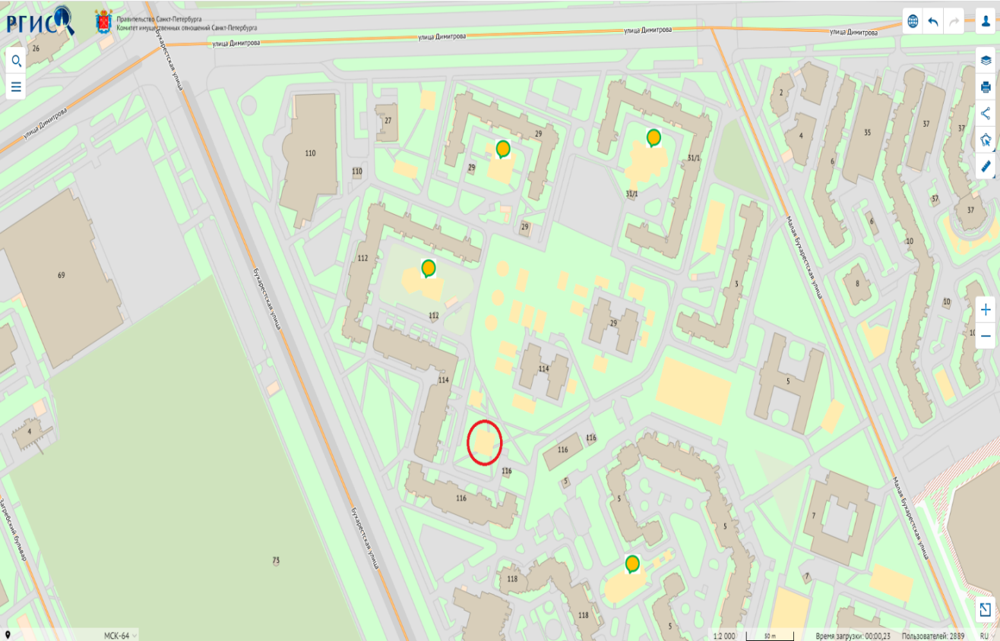 РГИС
Правительство Санкт-Петербурга
Комитет имущественных отношений Санкт-Петербурга
26
Бухарестская улица
улица Димитрова
улица Димитрова
улица Димитрова
улица Димитрова
улица Димитрова
2
4
6
35
37
37
110
27
29
29
31/1
31/1
110
29
37
37
6
10
Малая Бухарестская улица
69
112
3
Бухарестская улица
112
8
10
29
114
114
5
4
116
116
116
5
116
5
5
7
Малая Бухарестская улица
Загребский бульвар
Бухарестская улица
73
118
7
118
5
МСК-64
1:2 000
50 m
Время загрузки: 00:00,23
Пользователей: 2889
RU